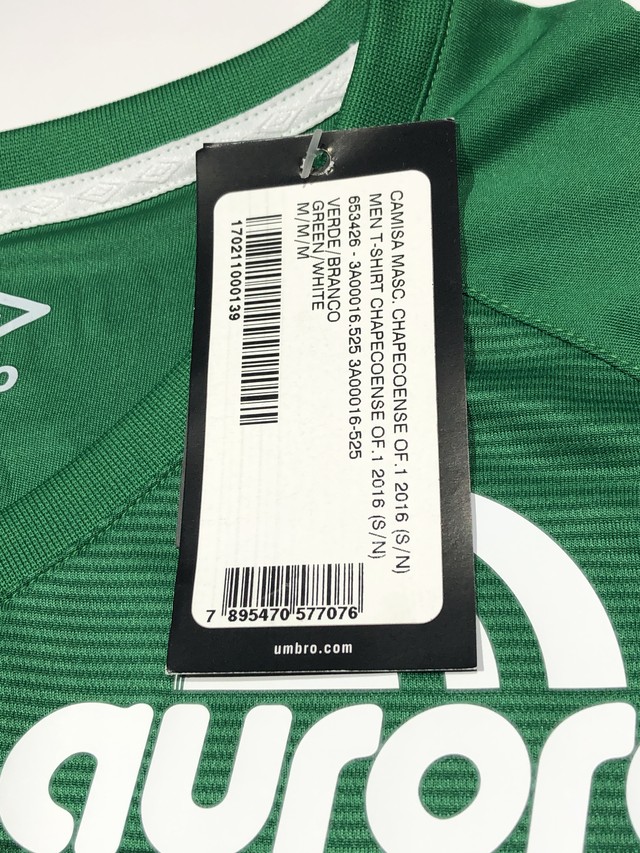 CAMISA MASC. CHAPECOENSE OF.1 2016 (S/N)
MEN T-SHIRT CHAPECOENSE OF.1 2016 (S/N)
653426 - 3A00016.525 3A00016-525
VERDE/BRANCO
GREEN/WHITE
M/M/M
170211000139
7 895470 577076
umbro.com
O
auror